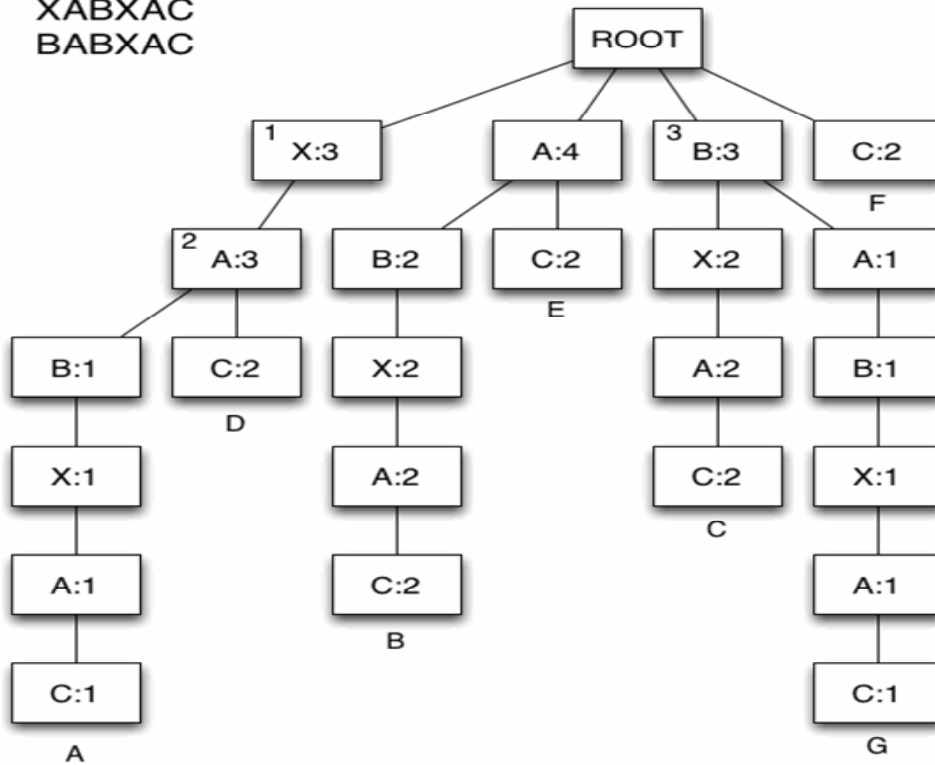 XABXAC
BABXAC
ROOT
1 X:3 A:4 3 B:3 C:2
F
2 A:3 B:2 C:2 X:2 A:1
E
B:1 C:2 X:2 A:2 B:1
D
X:1 A:2 C:2 X:1
C
A:1 C:2 A:1
B
C:1 C:1
A G